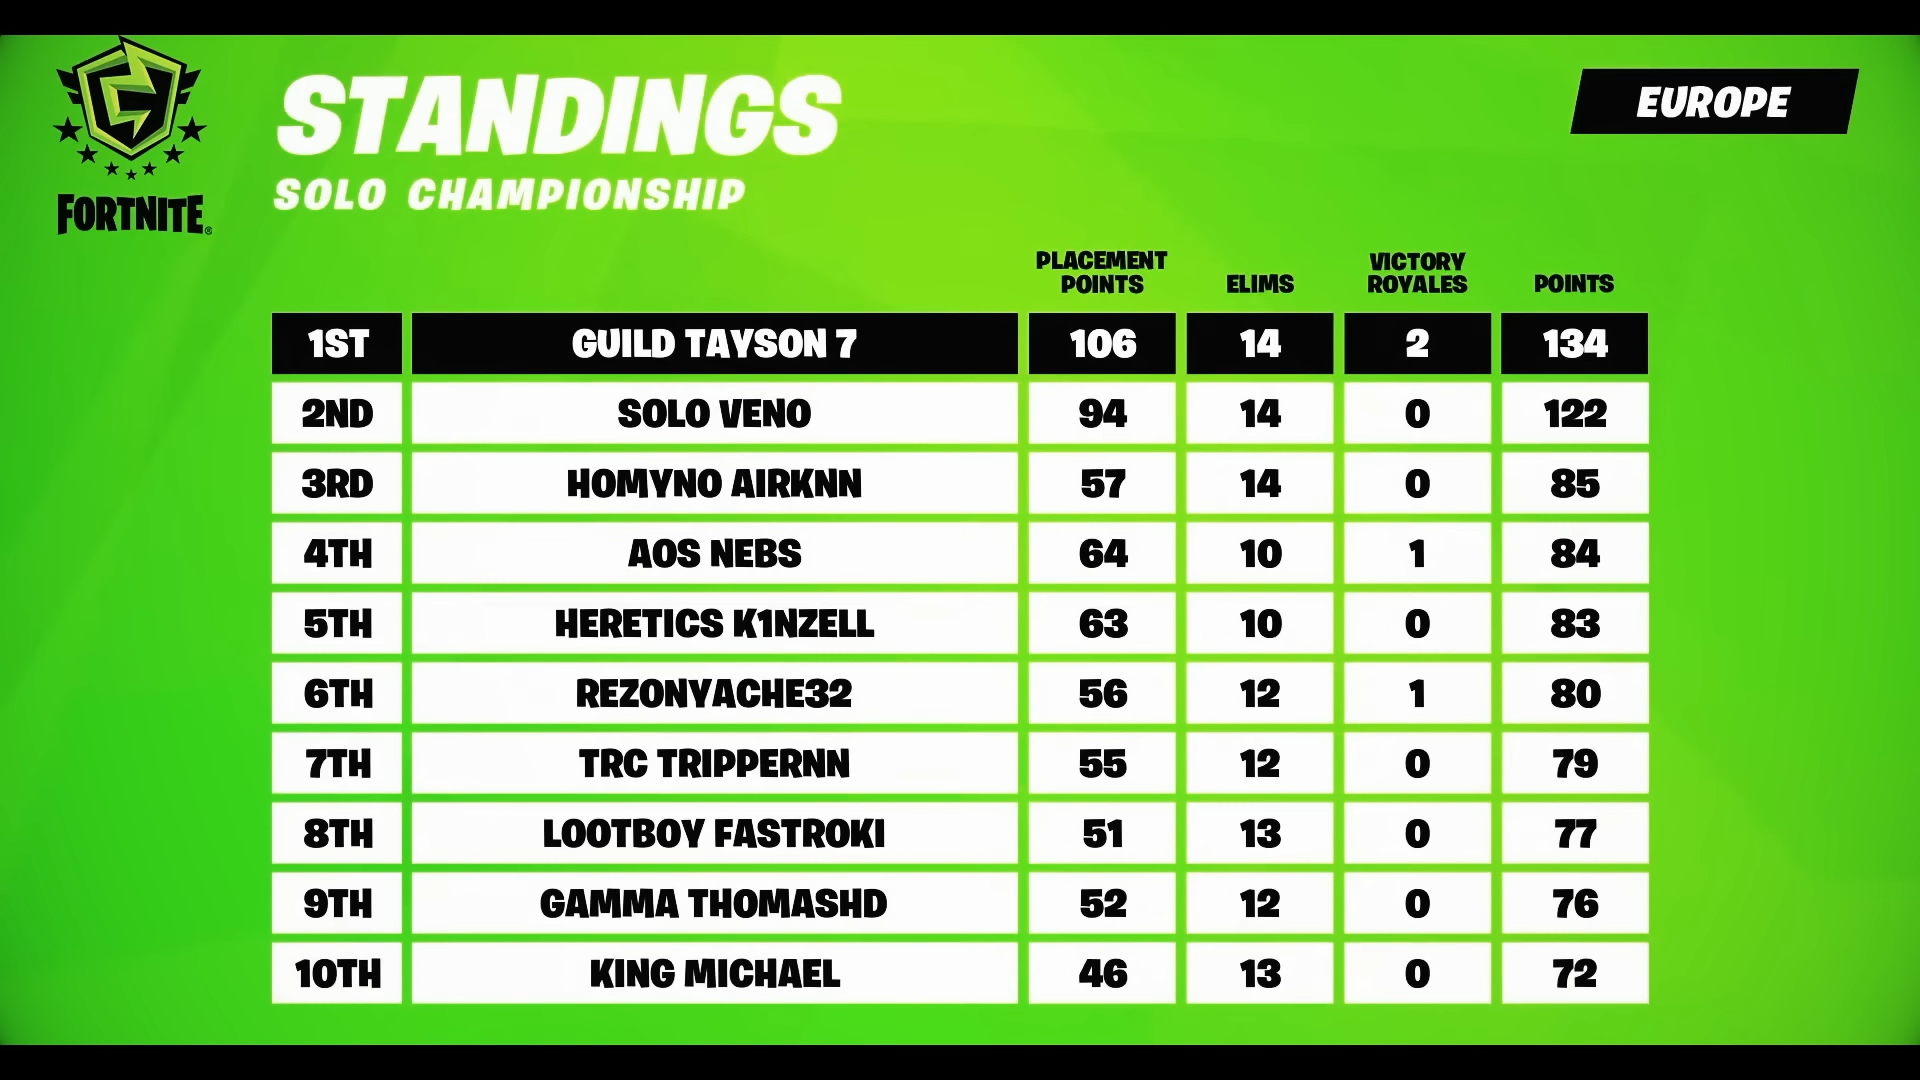 STANDINGS
EUROPE
SOLO CHAMPIONSHIP
FORTNITE®
PLACEMENT POINTS ELIMS VICTORY ROYALES POINTS
1ST GUILD TAYSON 7 106 14 2 134
2ND SOLO VENO 94 14 0 122
3RD HOMYNO AIRKNN 57 14 0 85
4TH AOS NEBS 64 10 1 84
5TH HERETICS K1NZELL 63 10 0 83
6TH REZONYACHE32 56 12 1 80
7TH TRC TRIPPERNN 55 12 0 79
8TH LOOTBOY FASTROKI 51 13 0 77
9TH GAMMA THOMASHD 52 12 0 76
10TH KING MICHAEL 46 13 0 72